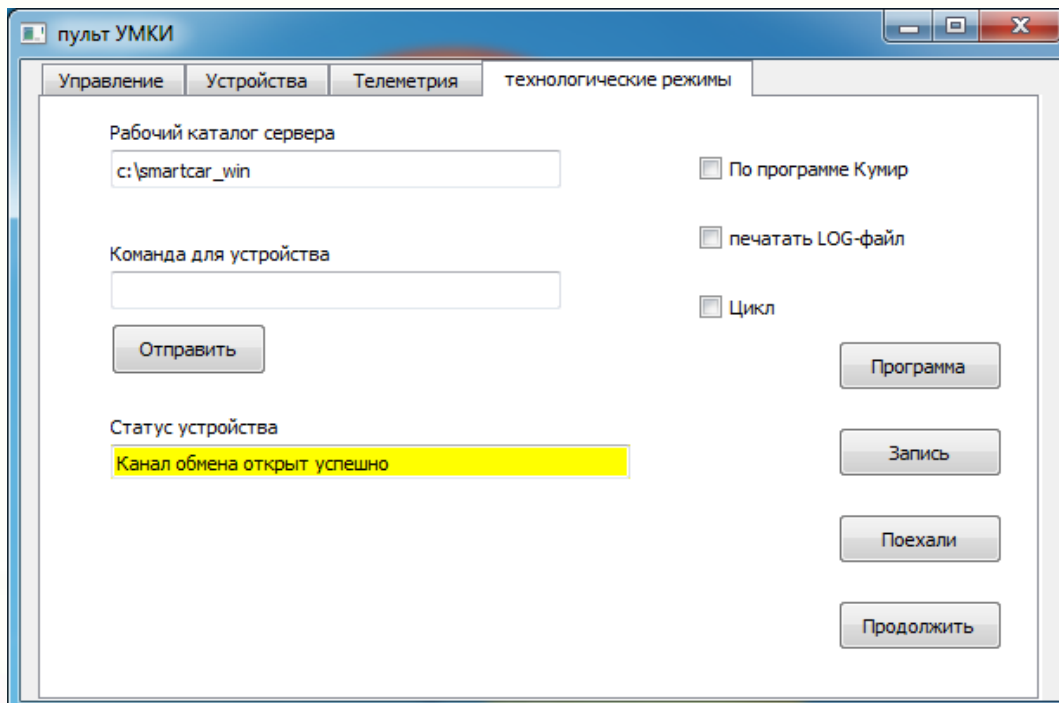 пульт УМКИ
Управление
Устройства
Телеметрия
технологические режимы
Рабочий каталог сервера
c:\smartcar_win
По программе Кумир
печатать LOG-файл
Команда для устройства
Цикл
Отправить
Программа
Статус устройства
Канал обмена открыт успешно
Запись
Поехали
Продолжить